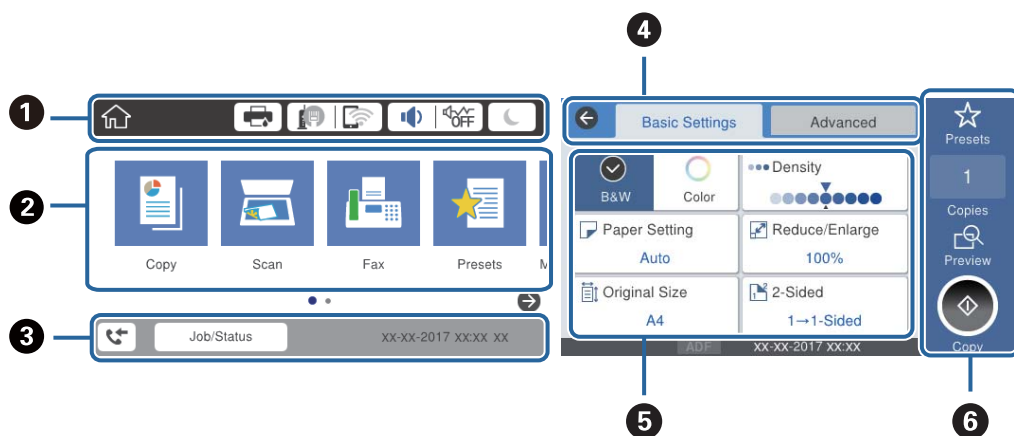 4
1
OFF
Basic Settings
Advanced
Presets
2
B&W
Color
Density
1
Copies
Paper Setting
Auto
Reduce/Enlarge
100%
Preview
Copy
Scan
Fax
Presets
M
Original Size
A4
2-Sided
1→1-Sided
3
Job/Status
xx-xx-2017 xx:xx xx
ADF
xx-xx-2017 xx:xx
Copy
5
6